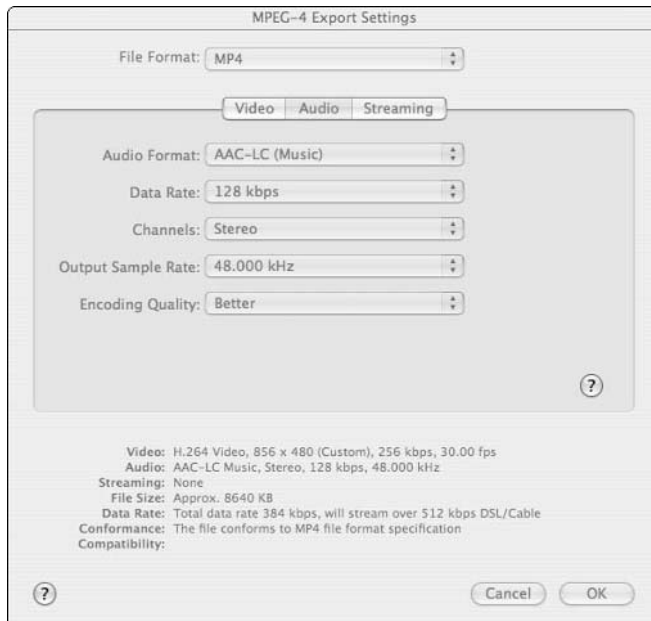 MPEG-4 Export Settings
File Format: MP4
Video Audio Streaming
Audio Format: AAC-LC (Music)
Data Rate: 128 kbps
Channels: Stereo
Output Sample Rate: 48.000 kHz
Encoding Quality: Better
?
Video: H.264 Video, 856 x 480 (Custom), 256 kbps, 30.00 fps
Audio: AAC-LC Music, Stereo, 128 kbps, 48.000 kHz
Streaming: None
File Size: Approx. 8640 KB
Data Rate: Total data rate 384 kbps, will stream over 512 kbps DSL/Cable
Conformance: The file conforms to MP4 file format specification
Compatibility:
? Cancel OK